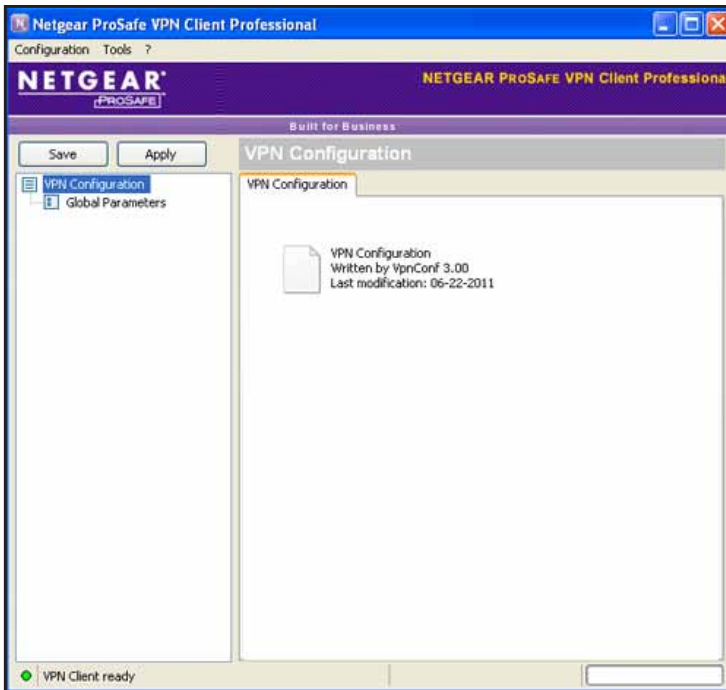 Netgear ProSafe VPN Client Professional
Configuration Tools ?
NETGEAR®
PROSAFE
NETGEAR PROSAFE VPN Client Professiona
Built for Business
Save
Apply
VPN Configuration
VPN Configuration
Global Parameters
VPN Configuration
VPN Configuration
Written by VpnConf 3.00
Last modification: 06-22-2011
VPN Client ready